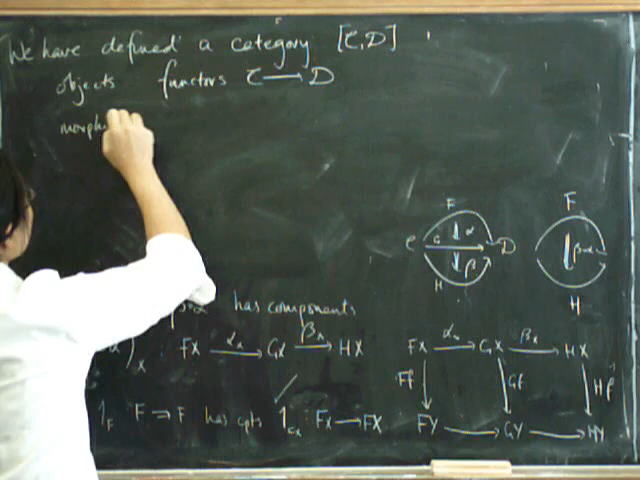 We have defined a category [C,D]
objects functors C → D
morph
F
C G α D
β
H
F
β∘α
H
has components
)x FX αx→ GX βx→ HX
FX αx→ GX βx→ HX
Ff Gf Hf
FY → GY → HY
1F F ⇒ F has cpts FX → FX